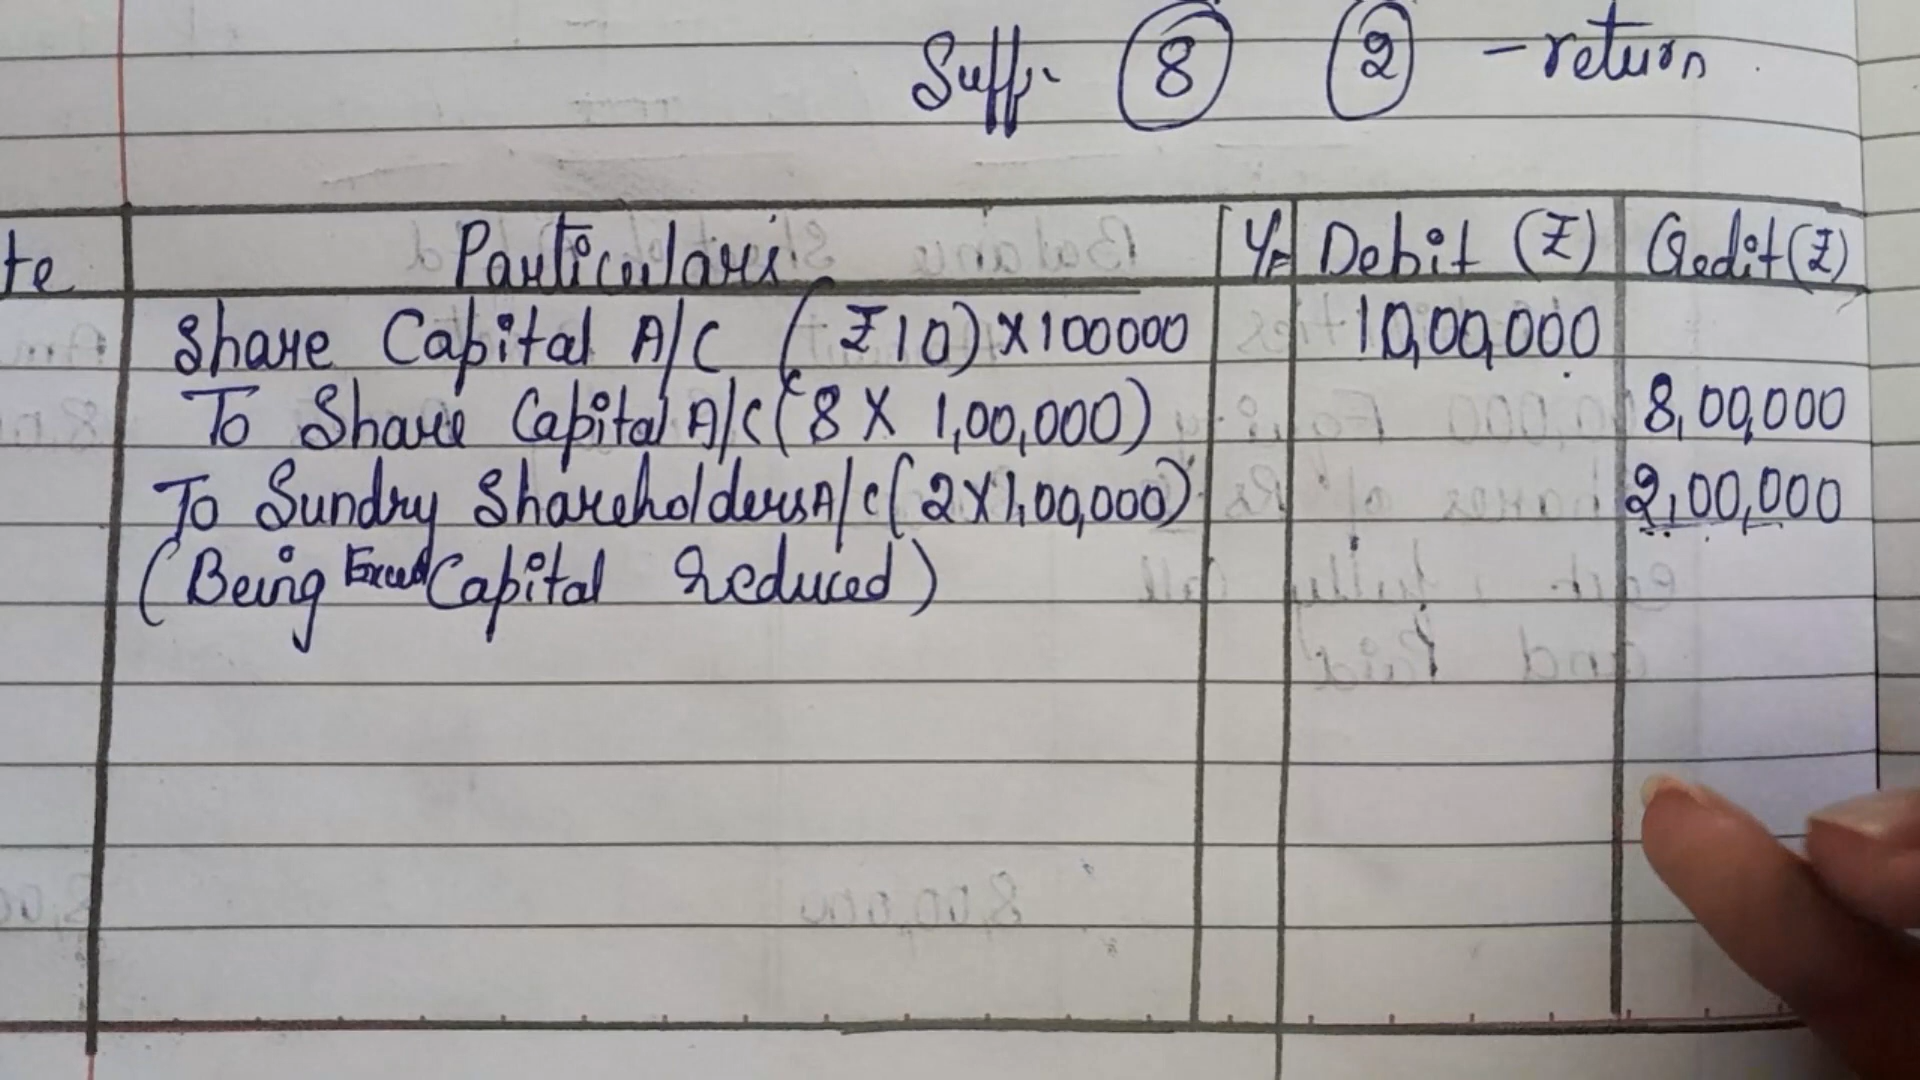 Suff- 8 2 - return
te Particulars L/F Debit (₹) Credit (₹)
Share Capital A/C (₹10) × 100000 10,00,000
To Share Capital A/C (8 × 1,00,000) 8,00,000
To Sundry Shareholders A/C (2×1,00,000) 2,00,000
(Being Excess Capital reduced)